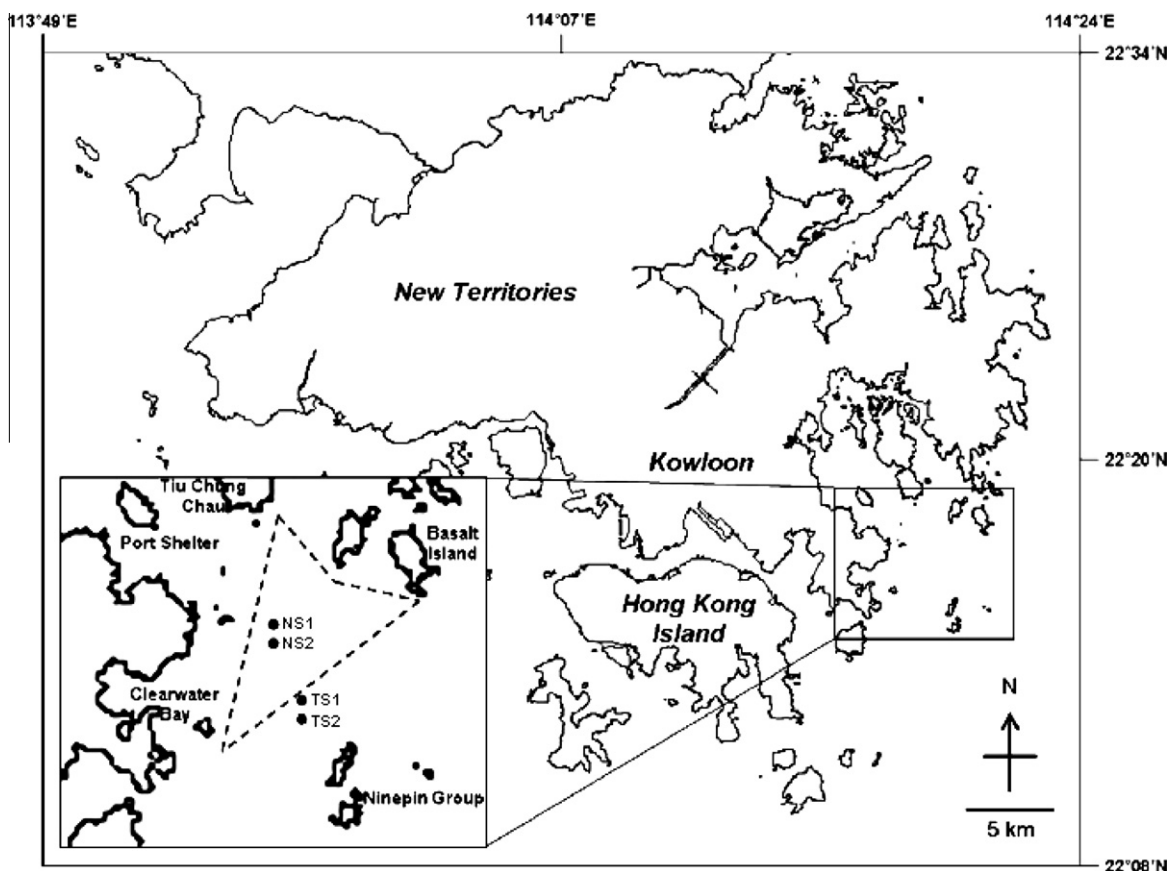 113°49'E
114°07'E
114°24'E
22°34'N
New Territories
Kowloon
22°20'N
Tiu Chung
Chau
Port Shelter
Basalt
Island
Hong Kong
Island
NS1
NS2
Clearwater
Bay
TS1
TS2
N
Ninepin Group
5 km
22°08'N